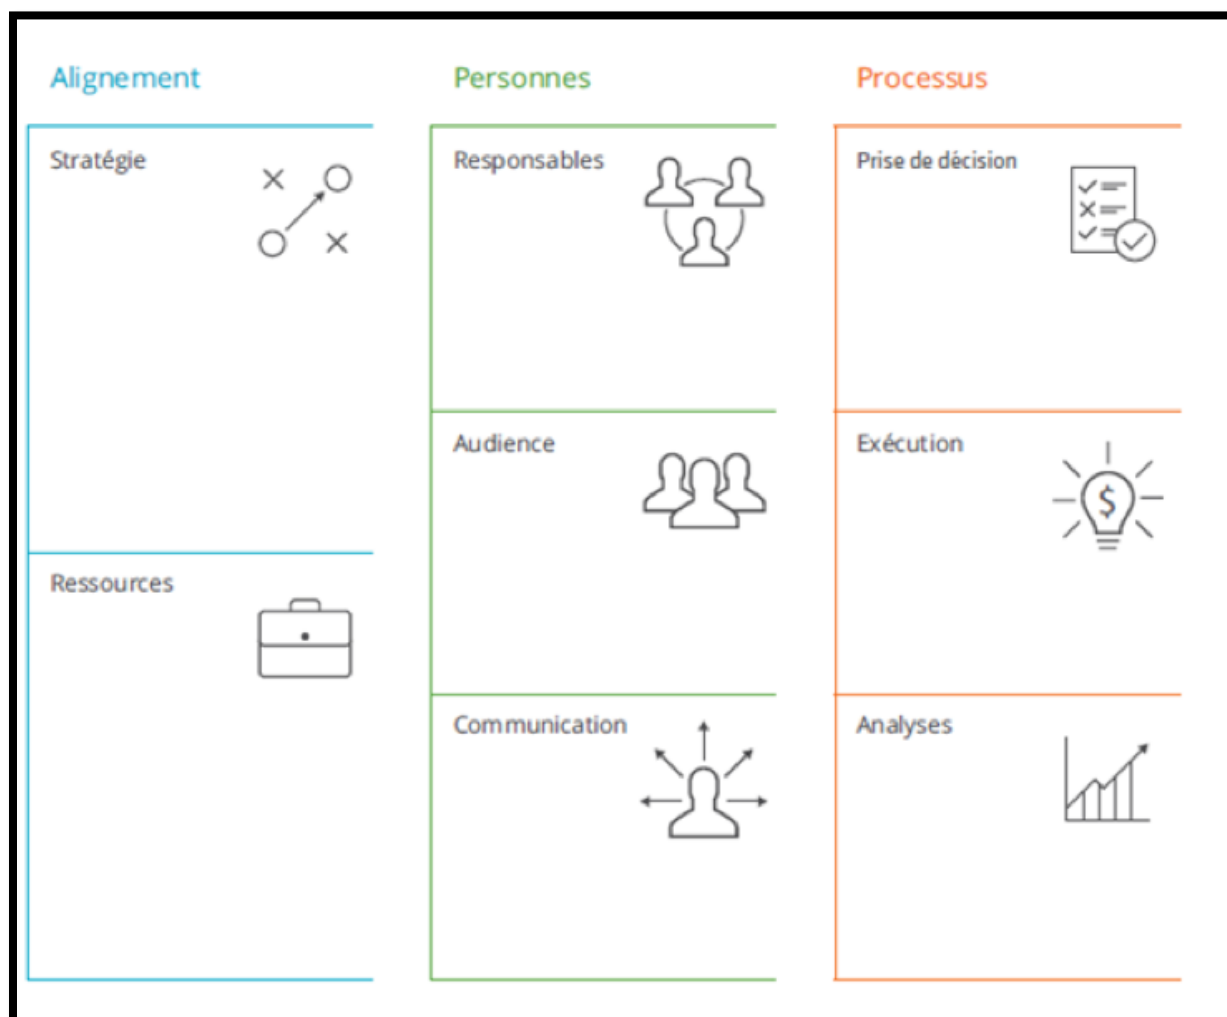 Alignement
Personnes
Processus
Stratégie
Responsables
Prise de décision
Audience
Exécution
$
Ressources
Communication
Analyses